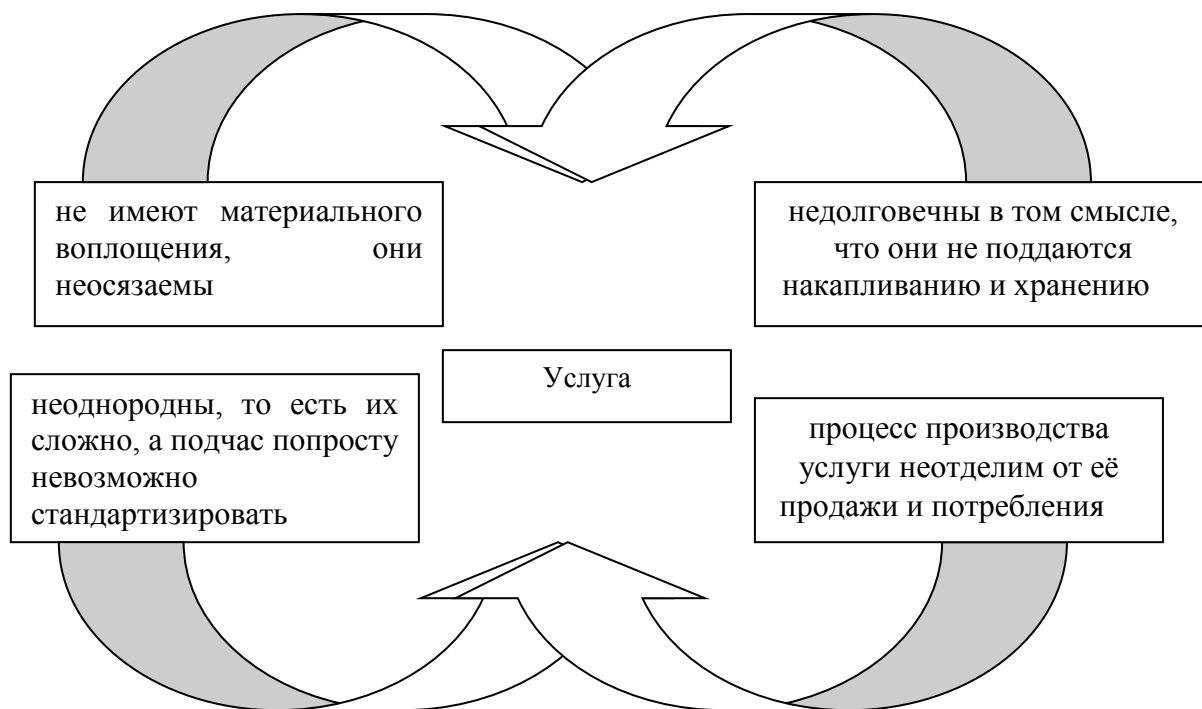 не имеют материального
воплощения, они
неосязаемы
недолговечны в том смысле,
что они не поддаются
накапливанию и хранению
Услуга
неоднородны, то есть их
сложно, а подчас попросту
невозможно
стандартизировать
процесс производства
услуги неотделим от её
продажи и потребления